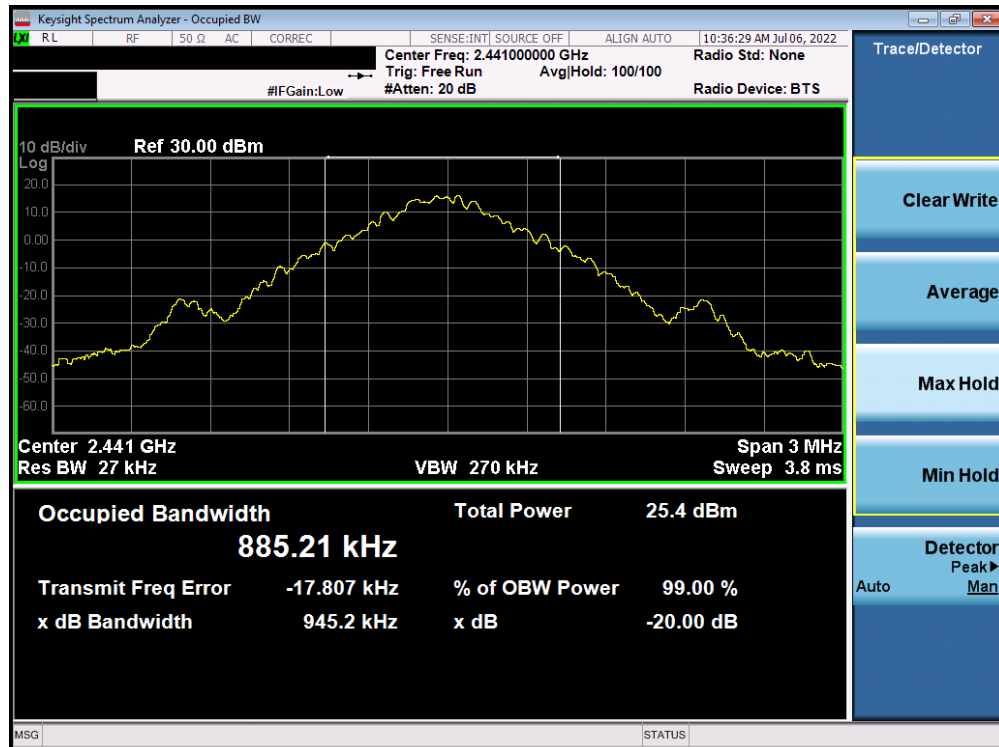 Keysight Spectrum Analyzer - Occupied BW
LXI RL RF 50 Ω AC CORREC SENSE:INT SOURCE OFF ALIGN AUTO 10:36:29 AM Jul 06, 2022
Center Freq: 2.441000000 GHz Radio Std: None
Trig: Free Run Avg|Hold: 100/100
#IFGain:Low #Atten: 20 dB Radio Device: BTS
10 dB/div Ref 30.00 dBm
Log
20.0
10.0
0.00
-10.0
-20.0
-30.0
-40.0
-50.0
-60.0
Center 2.441 GHz Span 3 MHz
Res BW 27 kHz VBW 270 kHz Sweep 3.8 ms
Occupied Bandwidth Total Power 25.4 dBm
885.21 kHz
Transmit Freq Error -17.807 kHz % of OBW Power 99.00 %
x dB Bandwidth 945.2 kHz x dB -20.00 dB
MSG STATUS
Trace/Detector
Clear Write
Average
Max Hold
Min Hold
Detector
Peak▶
Auto Man